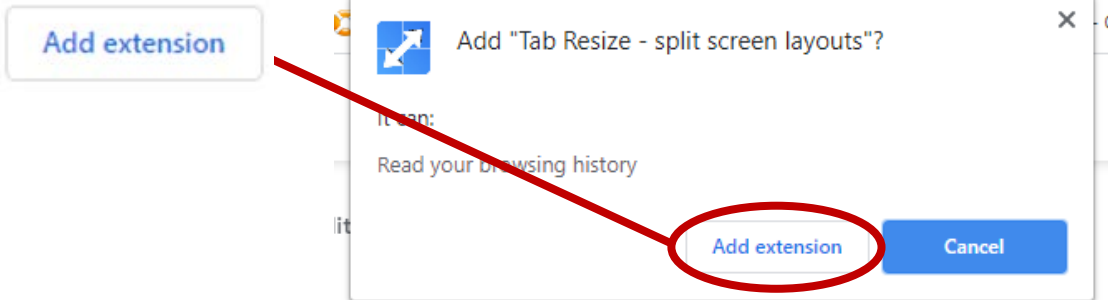 Add extension
Add "Tab Resize - split screen layouts"?
It can:
Read your browsing history
Add extension
Cancel